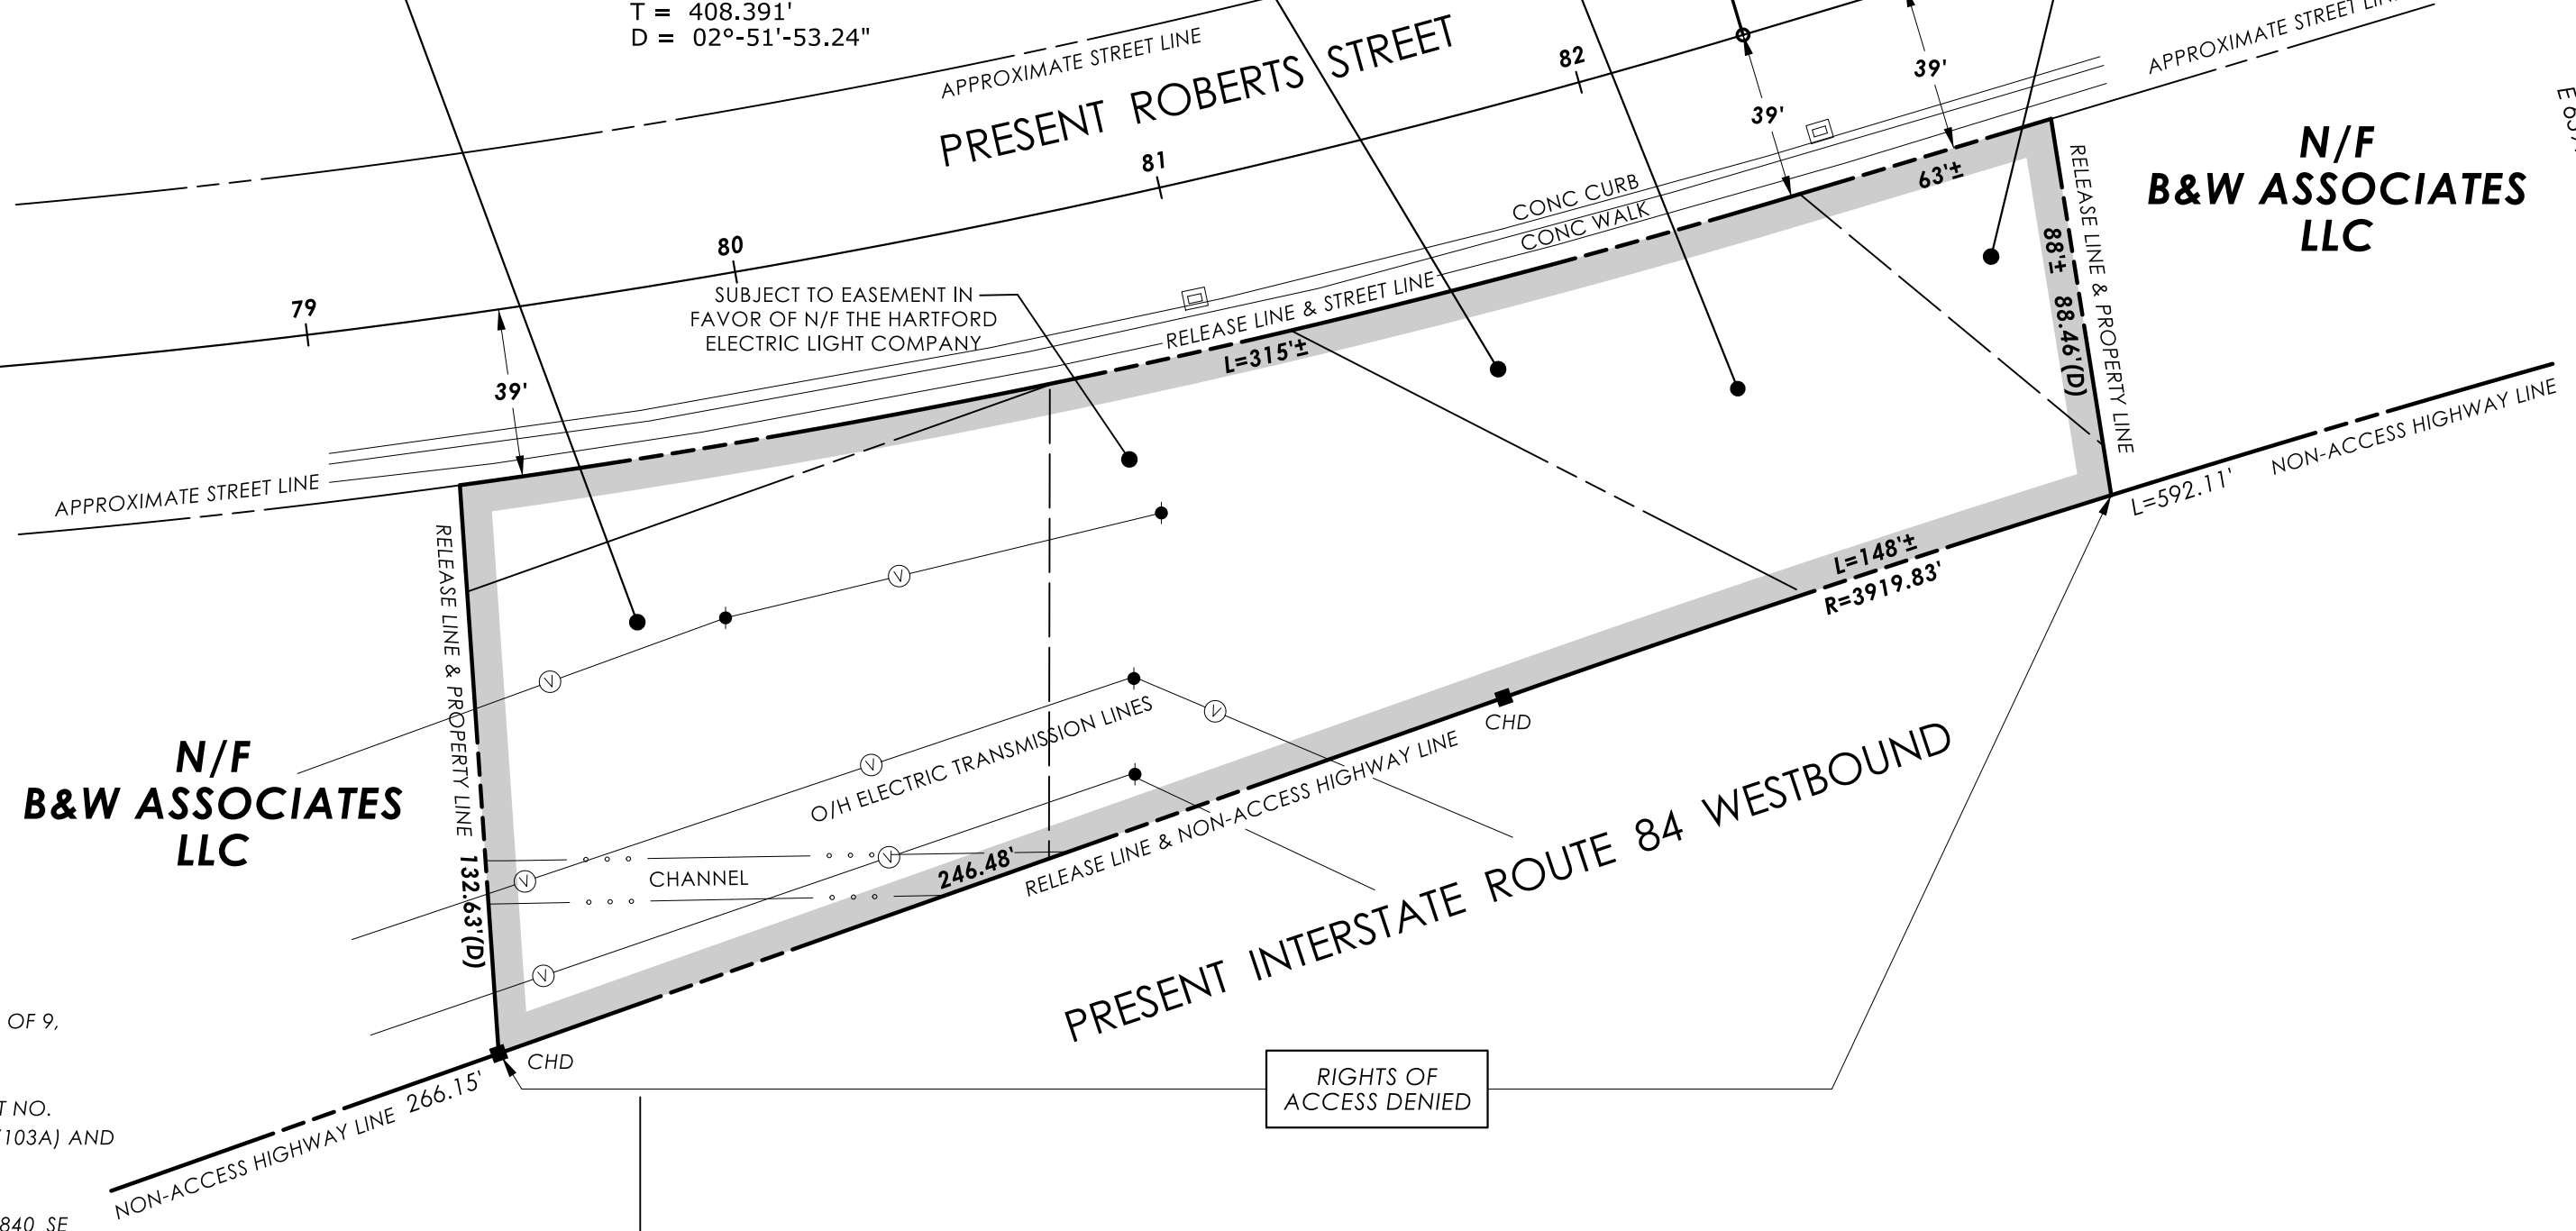 T = 408.391'
D = 02°-51'-53.24"
APPROXIMATE STREET LINE
PRESENT ROBERTS STREET
82
39'
39'
APPROXIMATE STREET
N/F
B&W ASSOCIATES
LLC
81
63'±
RELEASE LINE & PROPERTY LINE
88'± 88.46'(D)
CONC CURB
CONC WALK
80
79
SUBJECT TO EASEMENT IN
FAVOR OF N/F THE HARTFORD
ELECTRIC LIGHT COMPANY
RELEASE LINE & STREET LINE
L=315'±
39'
APPROXIMATE STREET LINE
NON-ACCESS HIGHWAY LINE
L=592.11'
L=148'±
R=3919.83'
RELEASE LINE & PROPERTY LINE 132.63'(D)
V
V
V
V
V
V
V
O/H ELECTRIC TRANSMISSION LINES
CHD
N/F
B&W ASSOCIATES
LLC
CHANNEL
246.48'
RELEASE LINE & NON-ACCESS HIGHWAY LINE
PRESENT INTERSTATE ROUTE 84 WESTBOUND
OF 9,
CHD
RIGHTS OF
ACCESS DENIED
NON-ACCESS HIGHWAY LINE 266.15'
NO.
103A) AND
840 SE